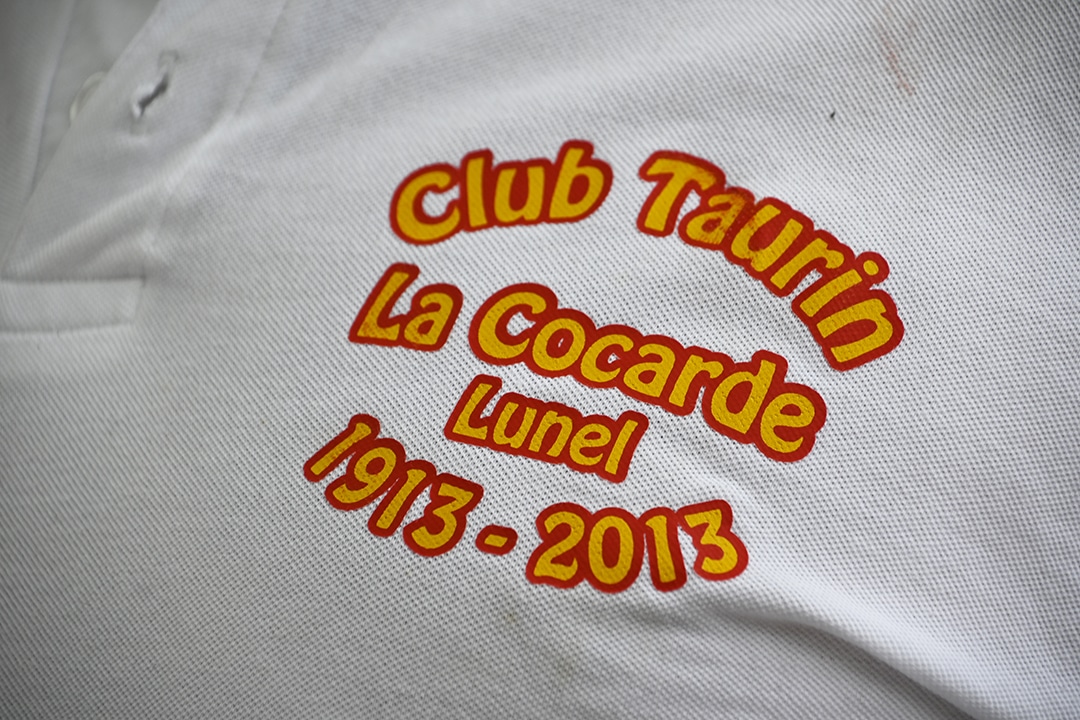 Club Taurin
La Cocarde
Lunel
1913 - 2013